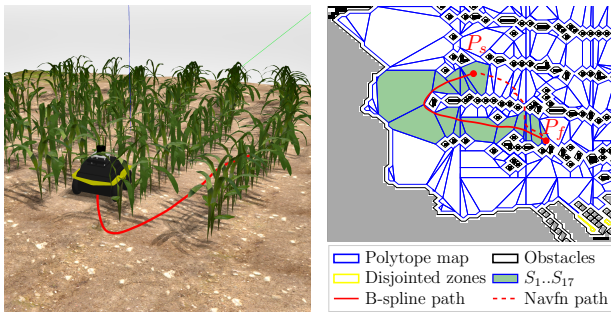 P_s
P_f
Polytope map
Obstacles
Disjointed zones
S_1..S_17
B-spline path
Navfn path